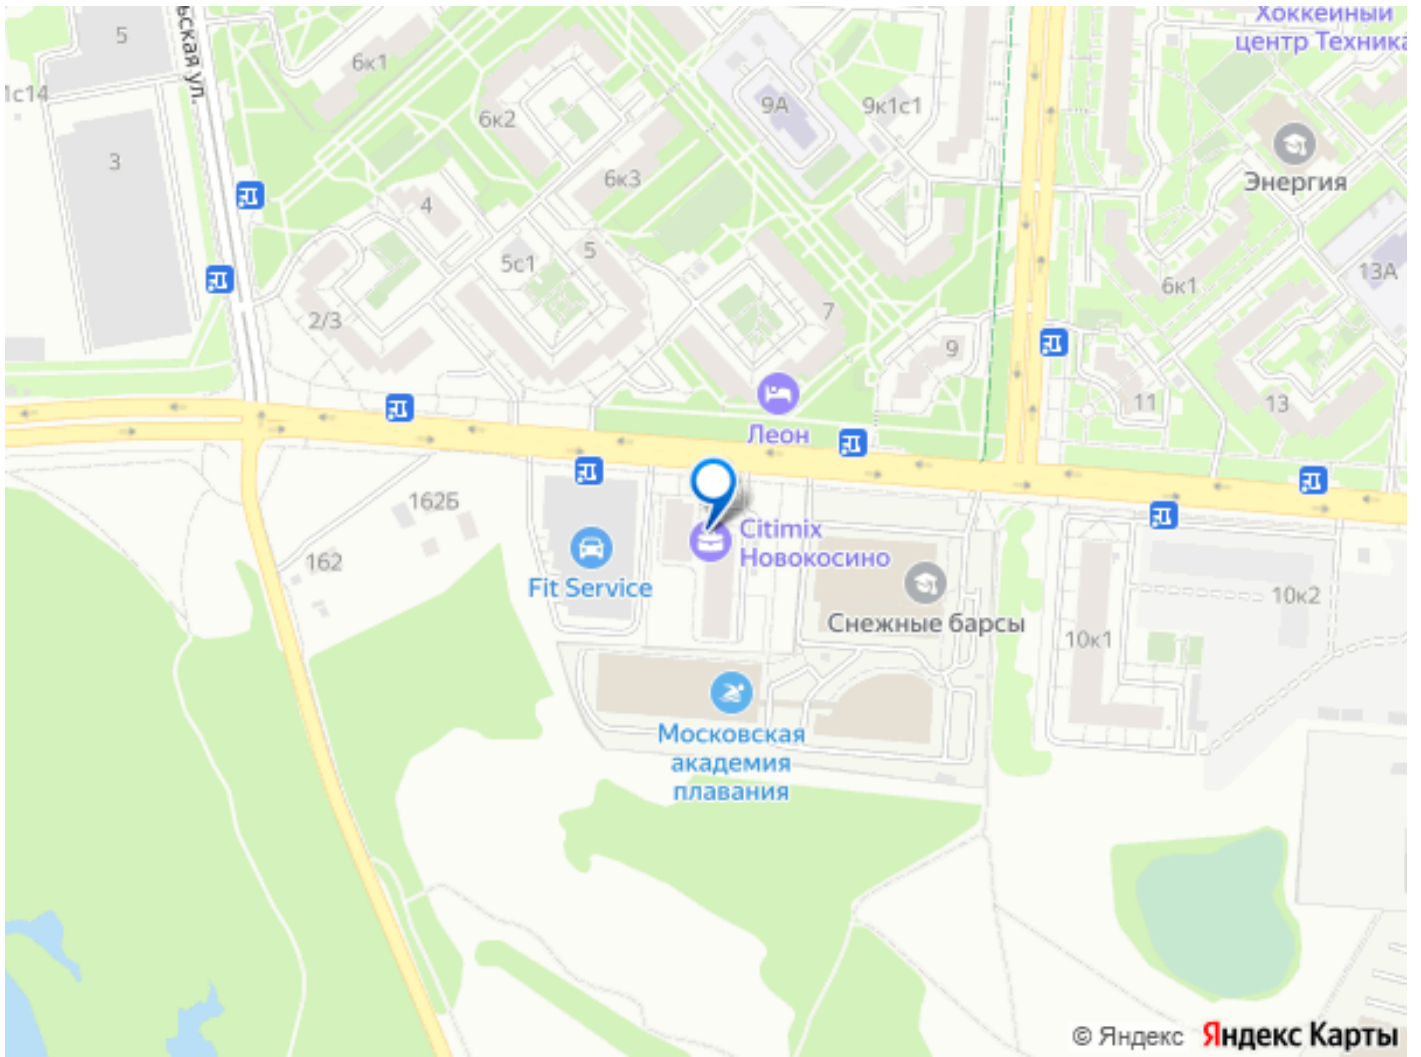 Хоккейный
центр Техника
5
ьская ул.
6к1
1с14
9А
9к1с1
6к2
3
Энергия
6к3
4
5
5с1
13А
6к1
2/3
7
9
11
13
Леон
162Б
Citimix
Новокосино
162
Fit Service
10к2
Снежные барсы
10к1
Московская
академия
плавания
© Яндекс Яндекс Карты